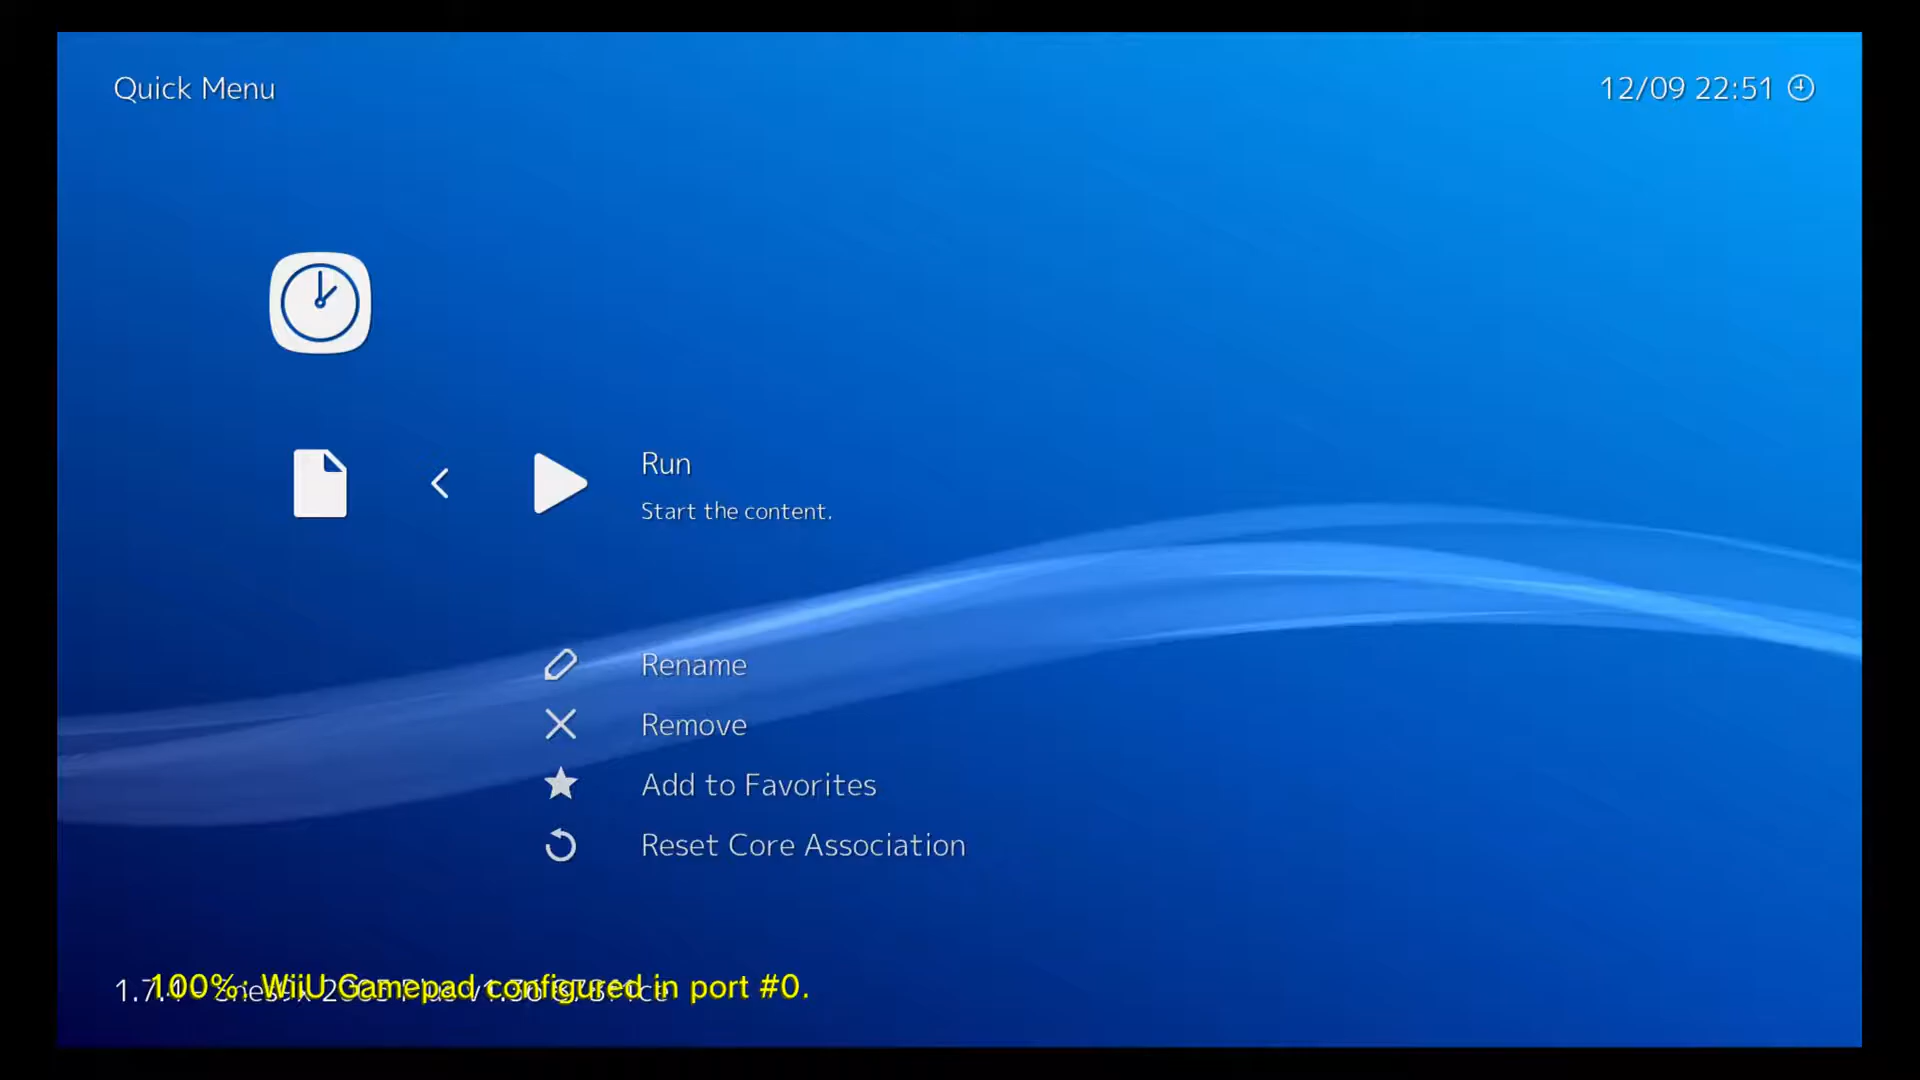 Quick Menu
12/09 22:51
Run
Start the content.
Rename
Remove
Add to Favorites
Reset Core Association
100%: WiiU Gamepad configured in port #0.